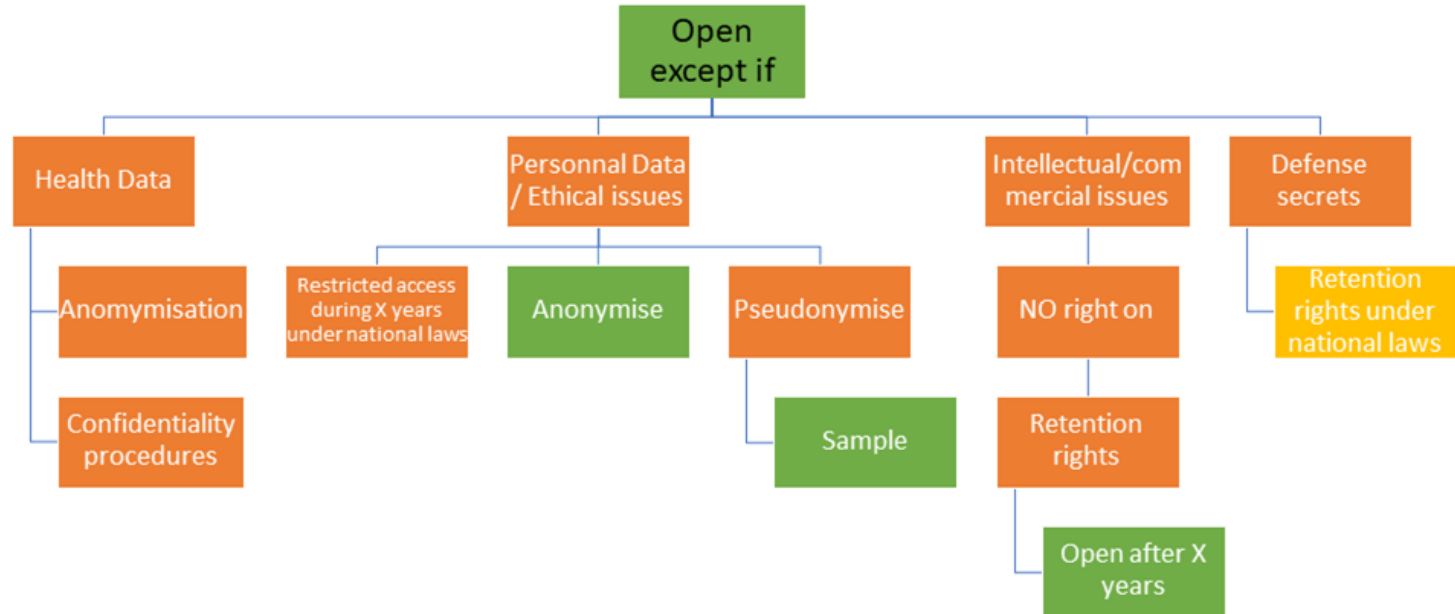 Open
except if
Health Data
Personnal Data
/ Ethical issues
Intellectual/com
mercial issues
Defense
secrets
Anomymisation
Restricted access
during X years
under national laws
Anonymise
Pseudonymise
NO right on
Retention
rights under
national laws
Confidentiality
procedures
Sample
Retention
rights
Open after X
years